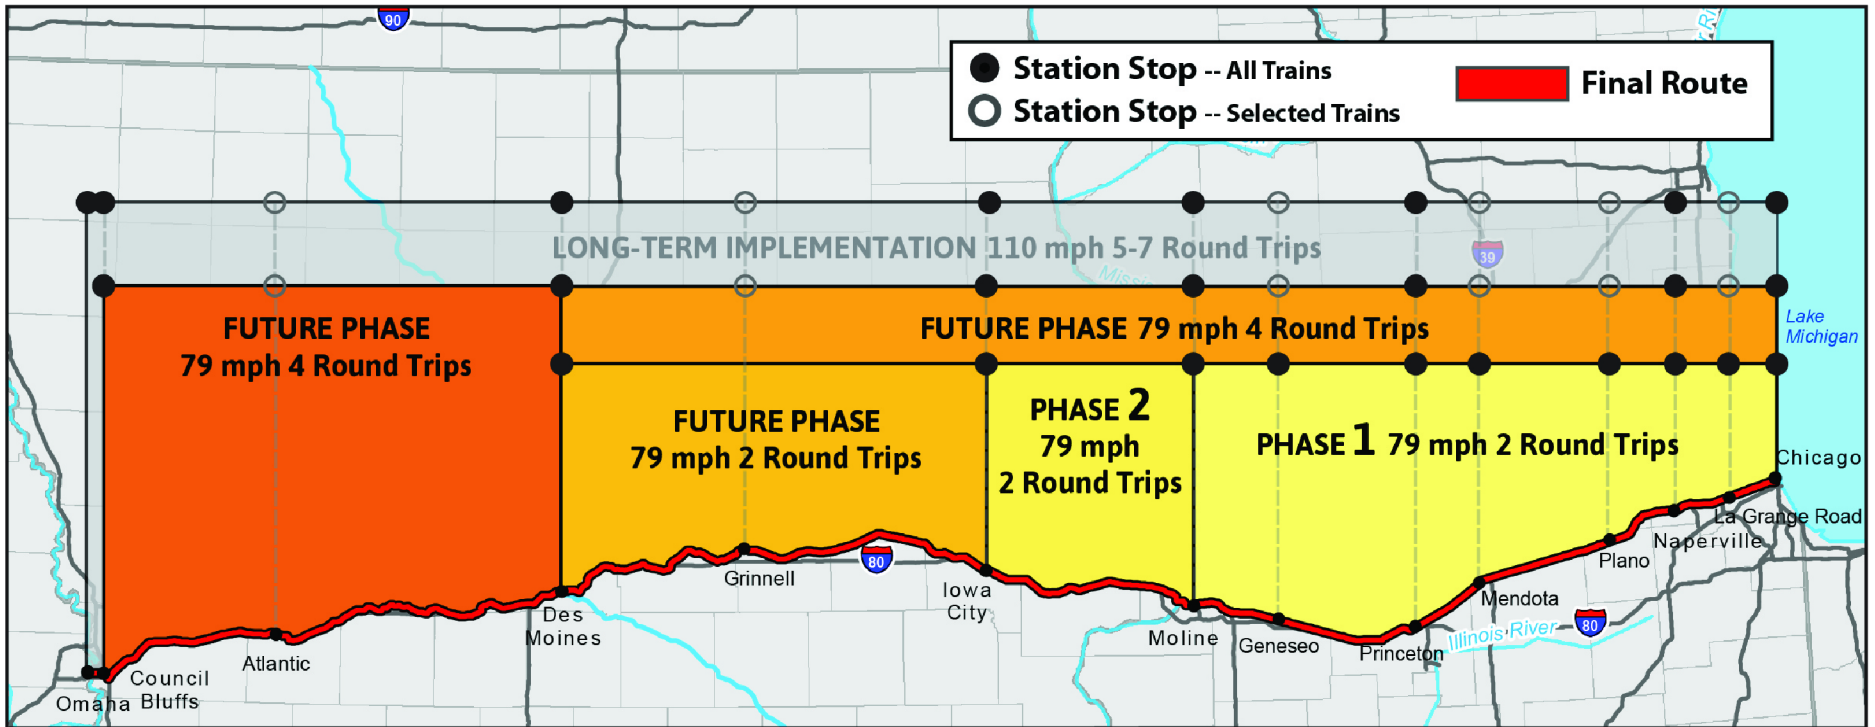 90
Station Stop -- All Trains
Station Stop -- Selected Trains
Final Route
LONG-TERM IMPLEMENTATION 110 mph 5-7 Round Trips
39
FUTURE PHASE
79 mph 4 Round Trips
FUTURE PHASE 79 mph 4 Round Trips
Lake
Michigan
FUTURE PHASE
79 mph 2 Round Trips
PHASE 2
79 mph
2 Round Trips
PHASE 1 79 mph 2 Round Trips
Chicago
La Grange Road
Naperville
Plano
Mendota
80
Illinois River
Princeton
Geneseo
Moline
Iowa
City
80
Grinnell
Des
Moines
Atlantic
Council
Bluffs
Omaha